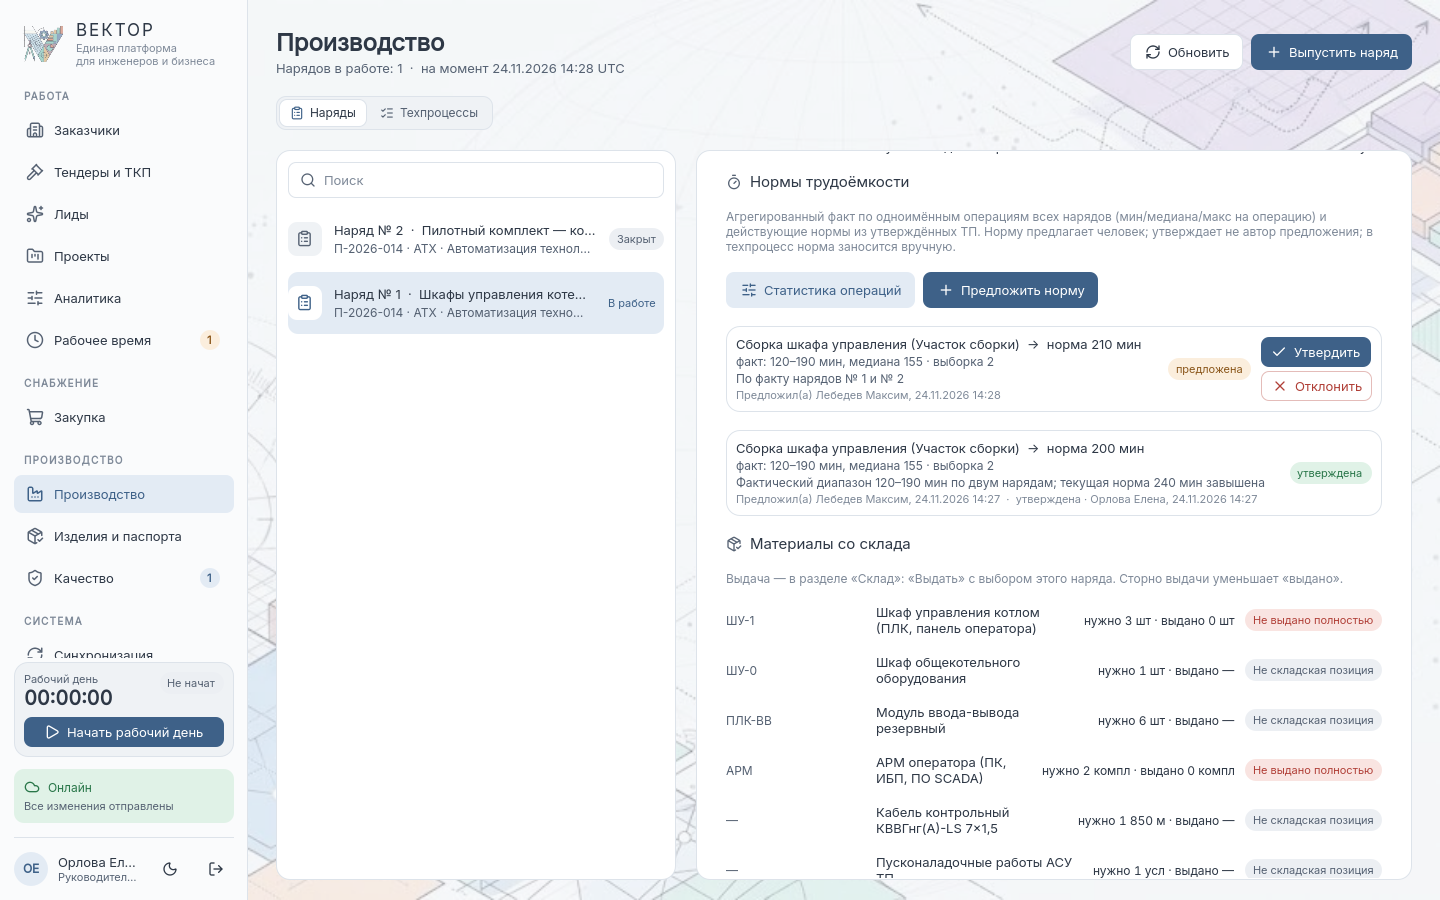 ВЕКТОР
Единая платформа
для инженеров и бизнеса
РАБОТА
Заказчики
Тендеры и ТКП
Лиды
Проекты
Аналитика
Рабочее время 1
СНАБЖЕНИЕ
Закупка
ПРОИЗВОДСТВО
Производство
Изделия и паспорта
Качество 1
СИСТЕМА
Синхронизация
Рабочий день
Не начат
00:00:00
Начать рабочий день
Онлайн
Все изменения отправлены
ОЕ
Орлова Ел...
Руководител...
Производство
Нарядов в работе: 1 · на момент 24.11.2026 14:28 UTC
Обновить
Выпустить наряд
Наряды
Техпроцессы
Поиск
Наряд № 2 · Пилотный комплект — ко...
П-2026-014 · АТХ · Автоматизация технол...
Закрыт
Наряд № 1 · Шкафы управления коте...
П-2026-014 · АТХ · Автоматизация техно...
В работе
Нормы трудоёмкости
Агрегированный факт по одноимённым операциям всех нарядов (мин/медиана/макс на операцию) и
действующие нормы из утверждённых ТП. Норму предлагает человек; утверждает не автор предложения; в
техпроцесс норма заносится вручную.
Статистика операций
Предложить норму
Сборка шкафа управления (Участок сборки) → норма 210 мин
факт: 120–190 мин, медиана 155 · выборка 2
По факту нарядов № 1 и № 2
Предложил(а) Лебедев Максим, 24.11.2026 14:28
предложена
Утвердить
Отклонить
Сборка шкафа управления (Участок сборки) → норма 200 мин
факт: 120–190 мин, медиана 155 · выборка 2
Фактический диапазон 120–190 мин по двум нарядам; текущая норма 240 мин завышена
Предложил(а) Лебедев Максим, 24.11.2026 14:27 · утверждена · Орлова Елена, 24.11.2026 14:27
утверждена
Материалы со склада
Выдача — в разделе «Склад»: «Выдать» с выбором этого наряда. Сторно выдачи уменьшает «выдано».
ШУ-1
Шкаф управления котлом
(ПЛК, панель оператора)
нужно 3 шт · выдано 0 шт
Не выдано полностью
ШУ-0
Шкаф общекотельного
оборудования
нужно 1 шт · выдано —
Не складская позиция
ПЛК-ВВ
Модуль ввода-вывода
резервный
нужно 6 шт · выдано —
Не складская позиция
АРМ
АРМ оператора (ПК,
ИБП, ПО SCADA)
нужно 2 компл · выдано 0 компл
Не выдано полностью
—
Кабель контрольный
КВВГнг(А)-LS 7×1,5
нужно 1 850 м · выдано —
Не складская позиция
—
Пусконаладочные работы АСУ
ТП
нужно 1 усл · выдано —
Не складская позиция